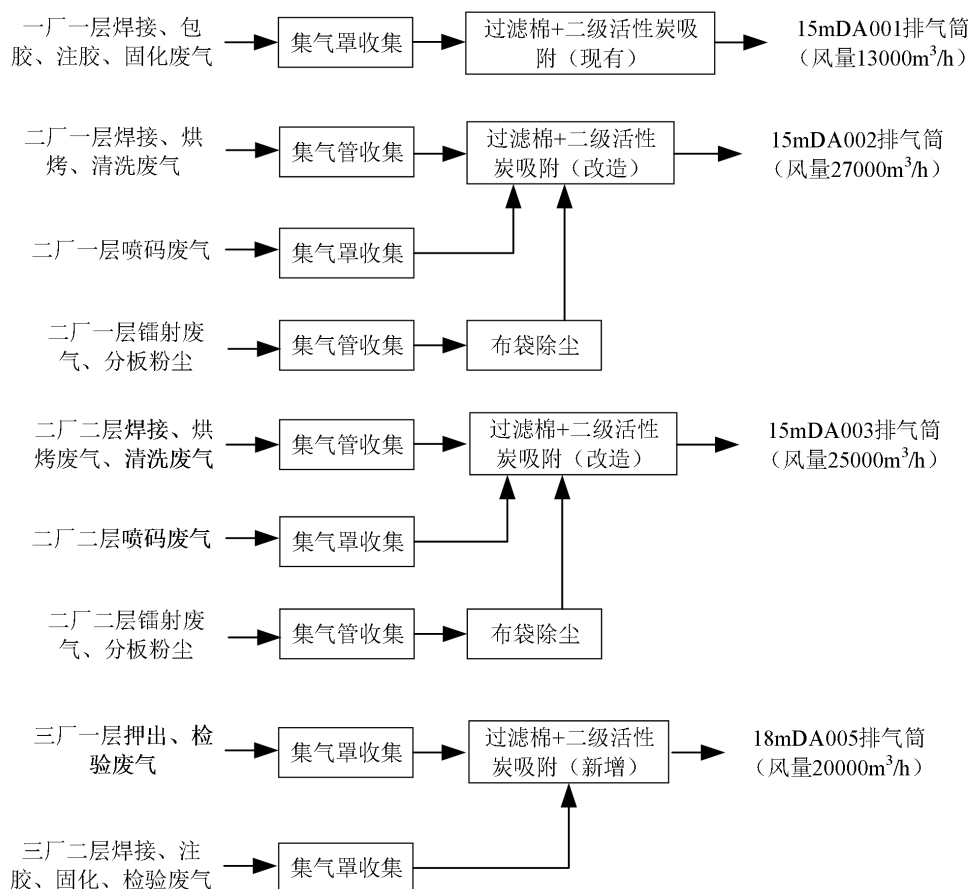 一厂一层焊接、包
胶、注胶、固化废气
集气罩收集
过滤棉+二级活性炭吸
附（现有）
15mDA001排气筒
（风量13000m³/h）
二厂一层焊接、烘
烤、清洗废气
集气管收集
过滤棉+二级活性
炭吸附（改造）
15mDA002排气筒
（风量27000m³/h）
二厂一层喷码废气
集气罩收集
二厂一层镭射废
气、分板粉尘
集气管收集
布袋除尘
二厂二层焊接、烘
烤废气、清洗废气
集气管收集
过滤棉+二级活性
炭吸附（改造）
15mDA003排气筒
（风量25000m³/h）
二厂二层喷码废气
集气罩收集
二厂二层镭射废
气、分板粉尘
集气管收集
布袋除尘
三厂一层押出、检
验废气
集气罩收集
过滤棉+二级活性
炭吸附（新增）
18mDA005排气筒
（风量20000m³/h）
三厂二层焊接、注
胶、固化、检验废气
集气罩收集